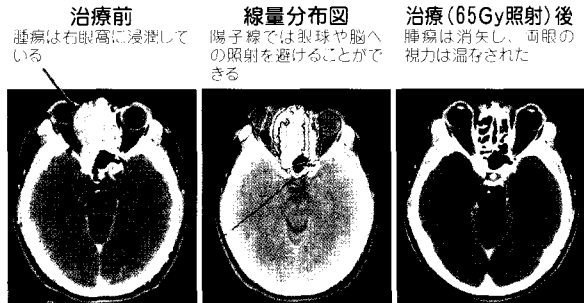 治療前
腫瘍は右眼窩に浸潤して
いる
線量分布図
陽子線では眼球や脳へ
の照射を避けることがで
きる
治療(65Gy照射)後
腫瘍は消失し、両眼の
視力は温存された